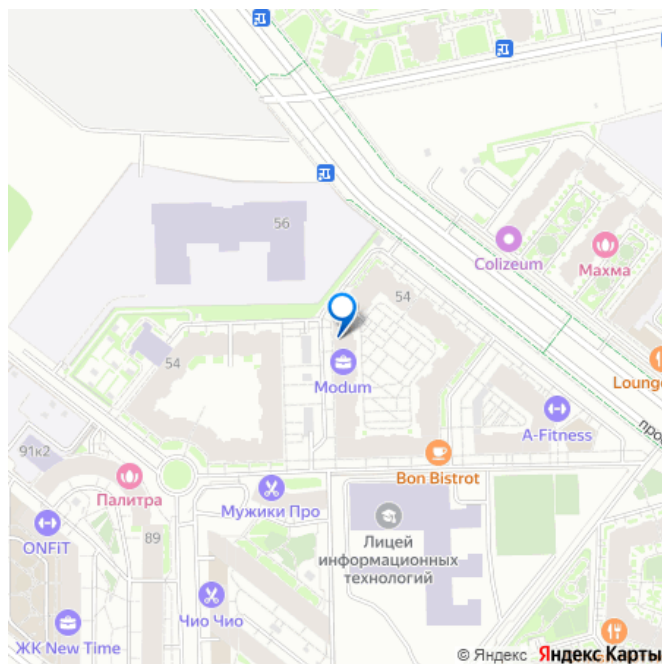 56
Colizeum
Махма
54
54
Modum
Lounge
A-Fitness
91к2
Bon Bistrot
Палитра
Мужики Про
89
ONFiT
Лицей
информационных
технологий
Чио Чио
ЖК New Time
© Яндекс Яндекс Карты